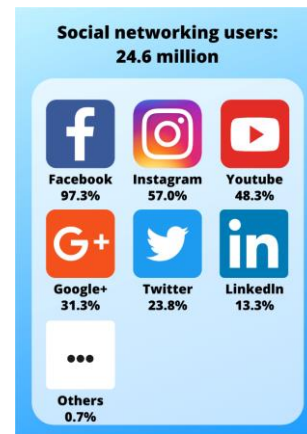 Social networking users:
24.6 million
Facebook
97.3%
Instagram
57.0%
Youtube
48.3%
Google+
31.3%
Twitter
23.8%
LinkedIn
13.3%
Others
0.7%